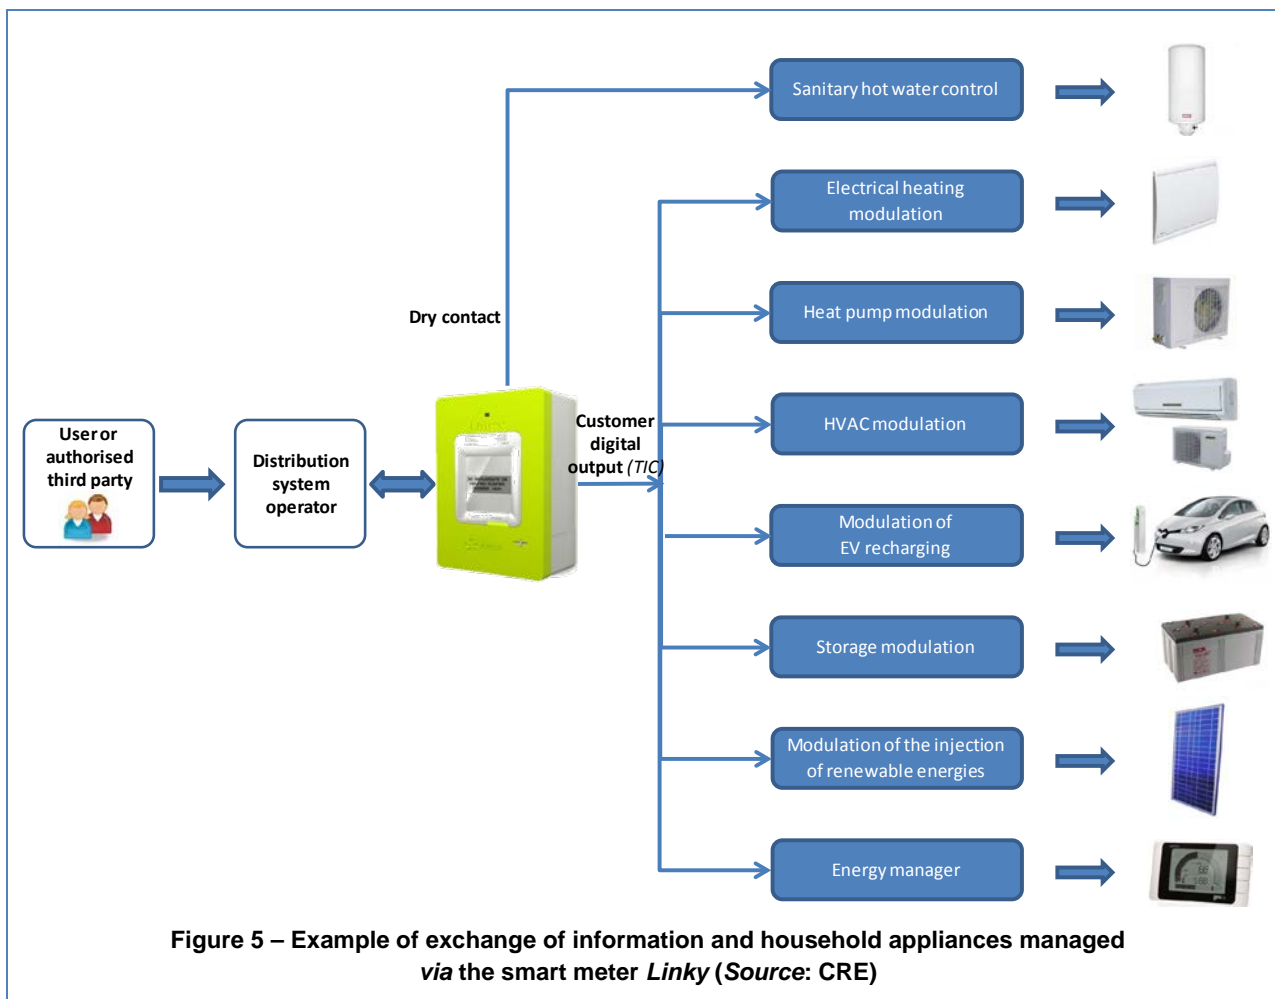 Sanitary hot water control
Electrical heating
modulation
Heat pump modulation
Dry contact
HVAC modulation
Customer
digital
output (TIC)
User or
authorised
third party
Distribution
system
operator
Modulation of
EV recharging
Storage modulation
Modulation of the injection
of renewable energies
Energy manager
Figure 5 – Example of exchange of information and household appliances managed
via the smart meter Linky (Source: CRE)